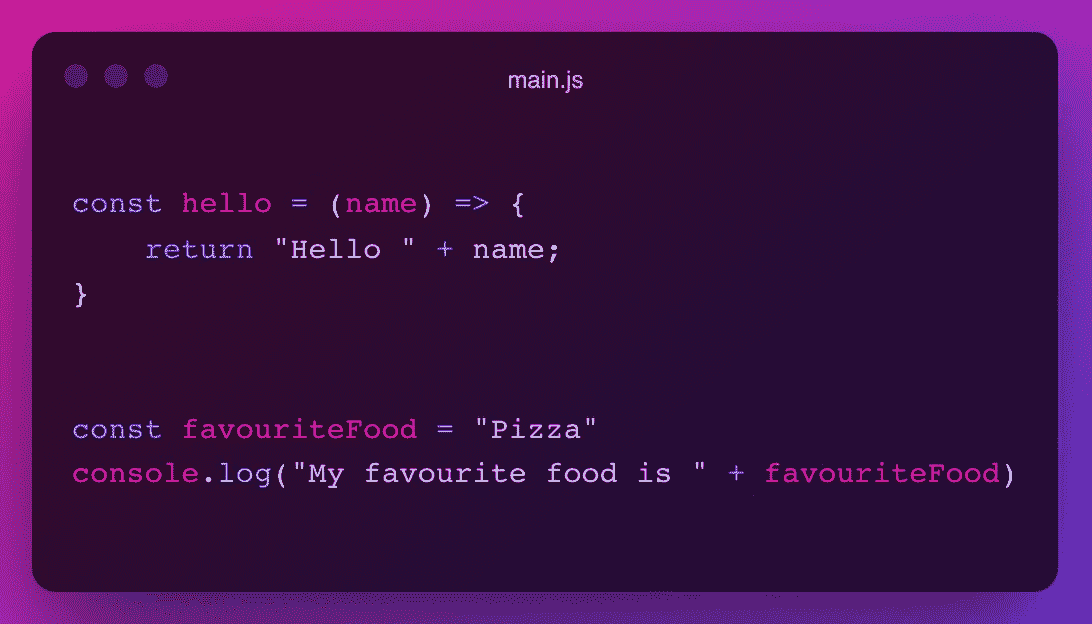 main.js
const hello = (name) => {
    return "Hello " + name;
}
const favouriteFood = "Pizza"
console.log("My favourite food is " + favouriteFood)